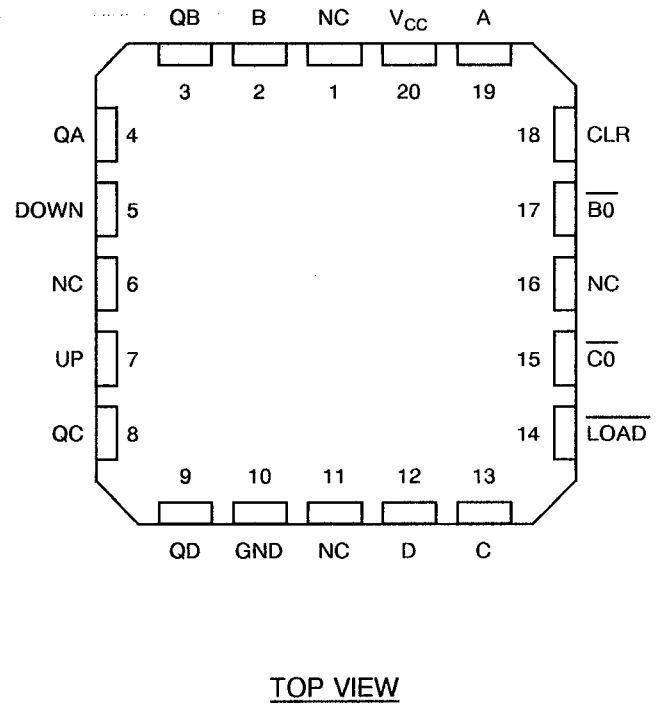 QB B NC VCC A
3 2 1 20 19
QA 4 18 CLR
DOWN 5 17 B0
NC 6 16 NC
UP 7 15 C0
QC 8 14 LOAD
9 10 11 12 13
QD GND NC D C
TOP VIEW